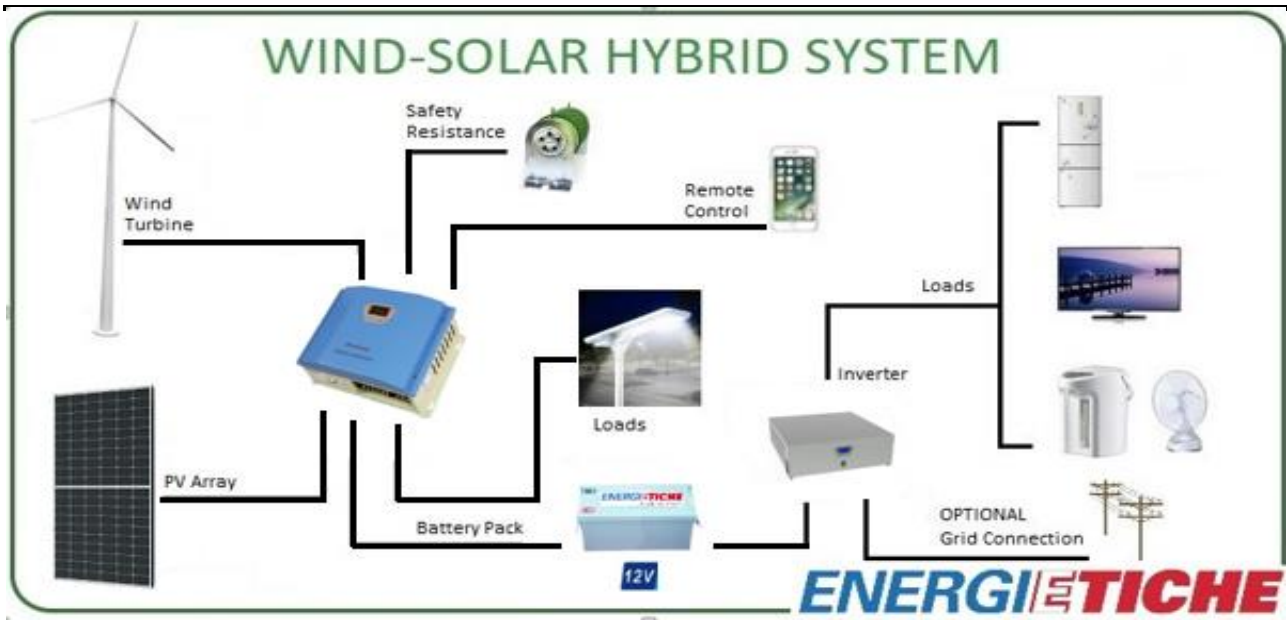 WIND-SOLAR HYBRID SYSTEM
Safety
Resistance
Remote
Control
Wind
Turbine
Loads
Inverter
Loads
PV Array
Battery Pack
ENERGIETICHE
12V
OPTIONAL
Grid Connection
ENERGIETICHE